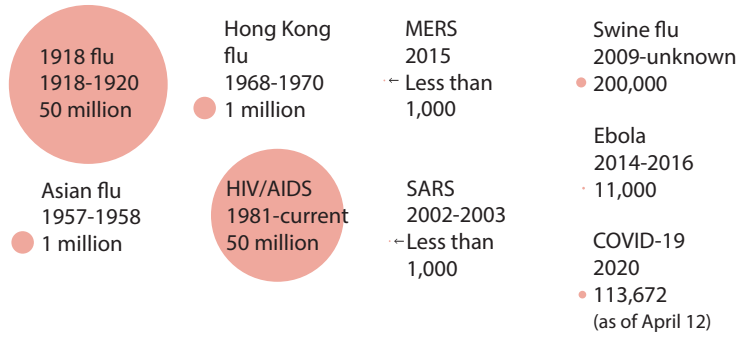 1918 flu
1918-1920
50 million
Asian flu
1957-1958
1 million
Hong Kong
flu
1968-1970
1 million
HIV/AIDS
1981-current
50 million
MERS
2015
← Less than
1,000
SARS
2002-2003
←Less than
1,000
Swine flu
2009-unknown
200,000
Ebola
2014-2016
11,000
COVID-19
2020
113,672
(as of April 12)